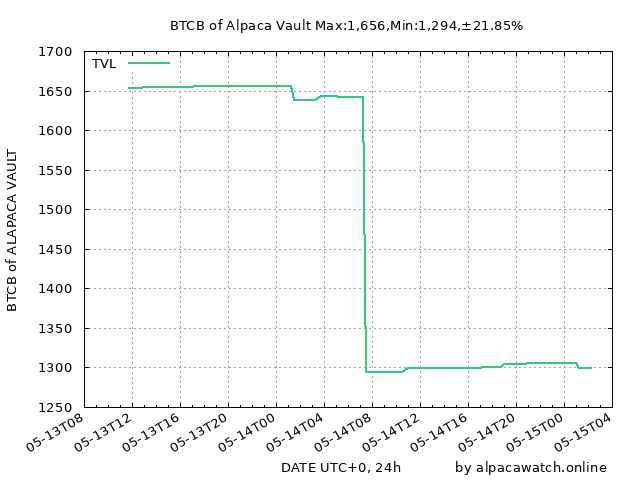 BTCB of Alpaca Vault Max:1,656,Min:1,294,±21.85%
1700
TVL
1650
1600
1550
1500
1450
1400
1350
1300
1250
BTCB of ALAPACA VAULT
05-13T08
05-13T12
05-13T16
05-13T20
05-14T00
05-14T04
05-14T08
05-14T12
05-14T16
05-14T20
05-15T00
05-15T04
DATE UTC+0, 24h
by alpacawatch.online